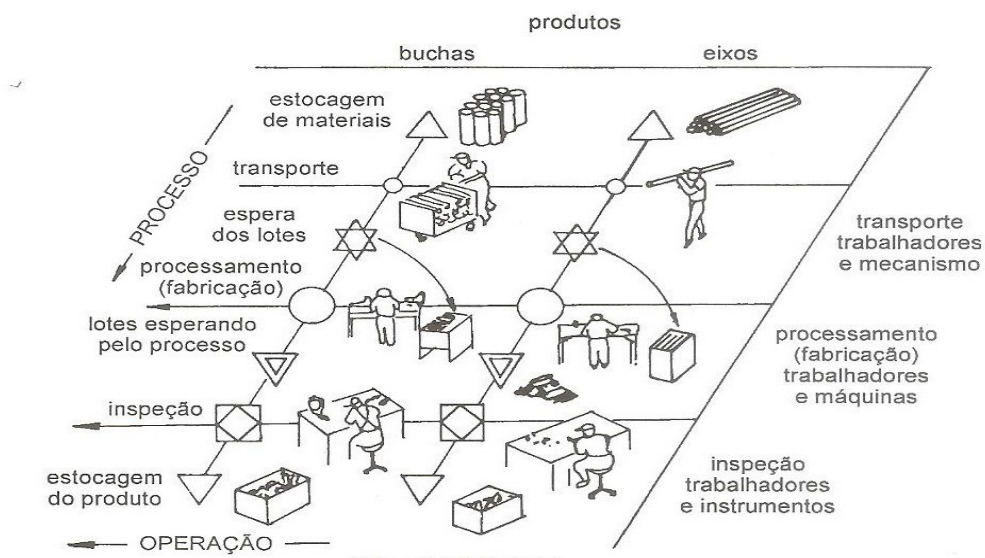 produtos
buchas
eixos
estocagem
de materiais
PROCESSO
transporte
espera
dos lotes
transporte
trabalhadores
e mecanismo
processamento
(fabricação)
lotes esperando
pelo processo
processamento
(fabricação)
trabalhadores
e máquinas
inspeção
estocagem
do produto
inspeção
trabalhadores
e instrumentos
OPERAÇÃO